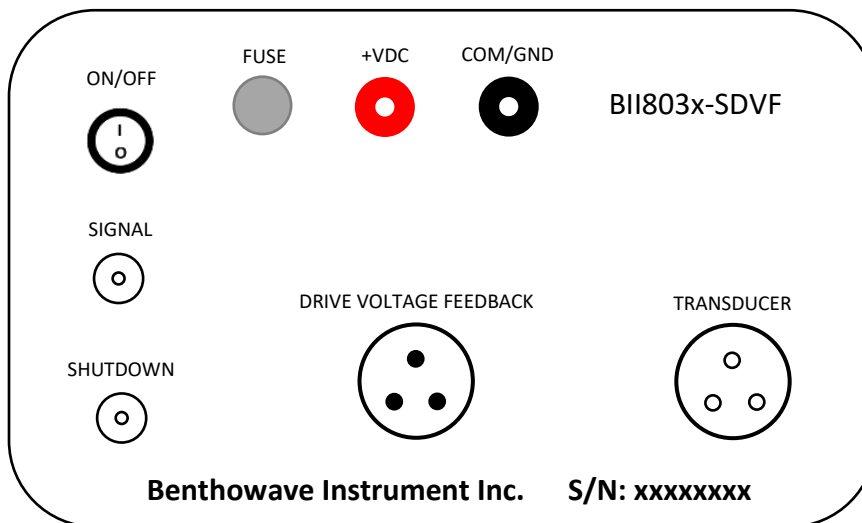 ON/OFF
I
O
FUSE
+VDC
COM/GND
BII803x-SDVF
SIGNAL
SHUTDOWN
DRIVE VOLTAGE FEEDBACK
TRANSDUCER
Benthowave Instrument Inc. S/N: xxxxxxxx